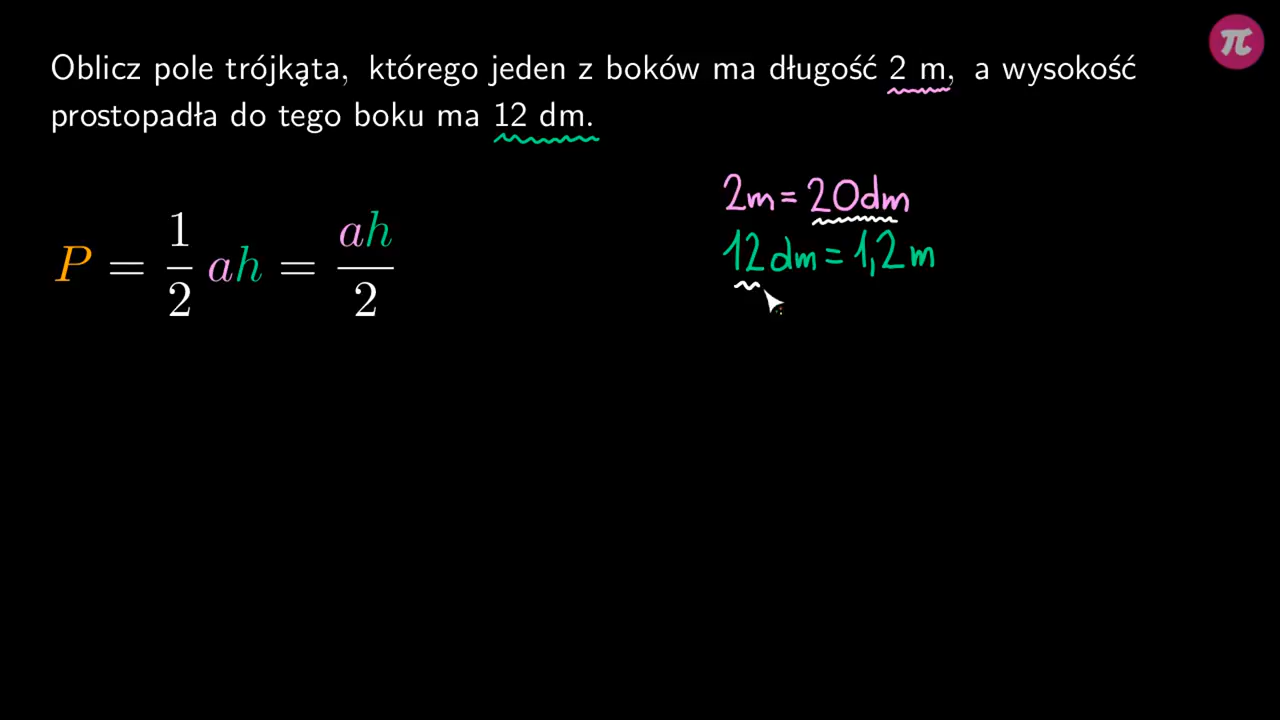 π
Oblicz pole trójkąta, którego jeden z boków ma długość 2 m, a wysokość
prostopadła do tego boku ma 12 dm.
2m = 20dm
12dm = 1,2m
P = 1/2 ah = ah/2